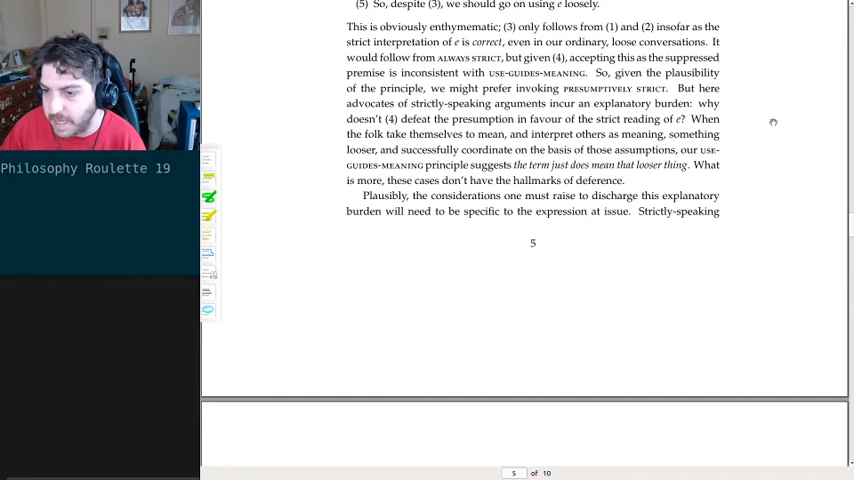 (5) So, despite (3), we should go on using e loosely.
This is obviously enthymematic; (3) only follows from (1) and (2) insofar as the
strict interpretation of e is correct, even in our ordinary, loose conversations. It
would follow from ALWAYS STRICT, but given (4), accepting this as the suppressed
premise is inconsistent with USE-GUIDES-MEANING. So, given the plausibility
of the principle, we might prefer invoking PRESUMPTIVELY STRICT. But here
advocates of strictly-speaking arguments incur an explanatory burden: why
doesn't (4) defeat the presumption in favour of the strict reading of e? When
the folk take themselves to mean, and interpret others as meaning, something
looser, and successfully coordinate on the basis of those assumptions, our USE-
GUIDES-MEANING principle suggests the term just does mean that looser thing. What
is more, these cases don't have the hallmarks of deference.
Plausibly, the considerations one must raise to discharge this explanatory
burden will need to be specific to the expression at issue. Strictly-speaking
5
Philosophy Roulette 19
5 of 10